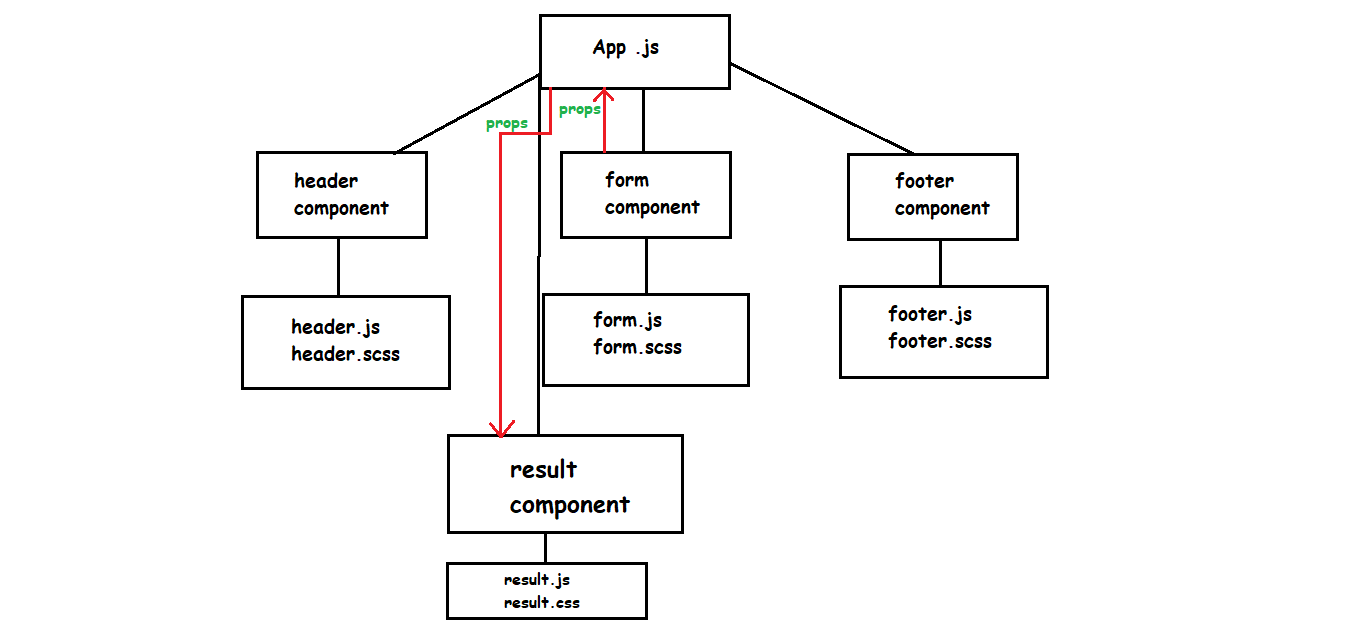 App .js
props
props
header
component
form
component
footer
component
header.js
header.scss
form.js
form.scss
footer.js
footer.scss
result
component
result.js
result.css